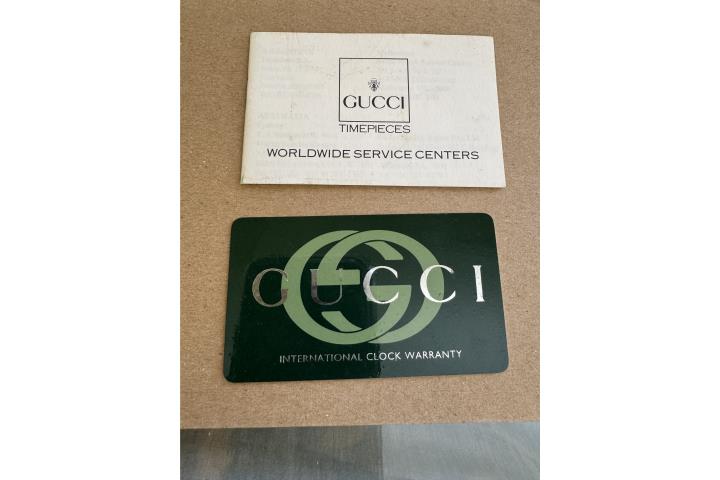 GUCCI
TIMEPIECES
WORLDWIDE SERVICE CENTERS
GUCCI
INTERNATIONAL CLOCK WARRANTY